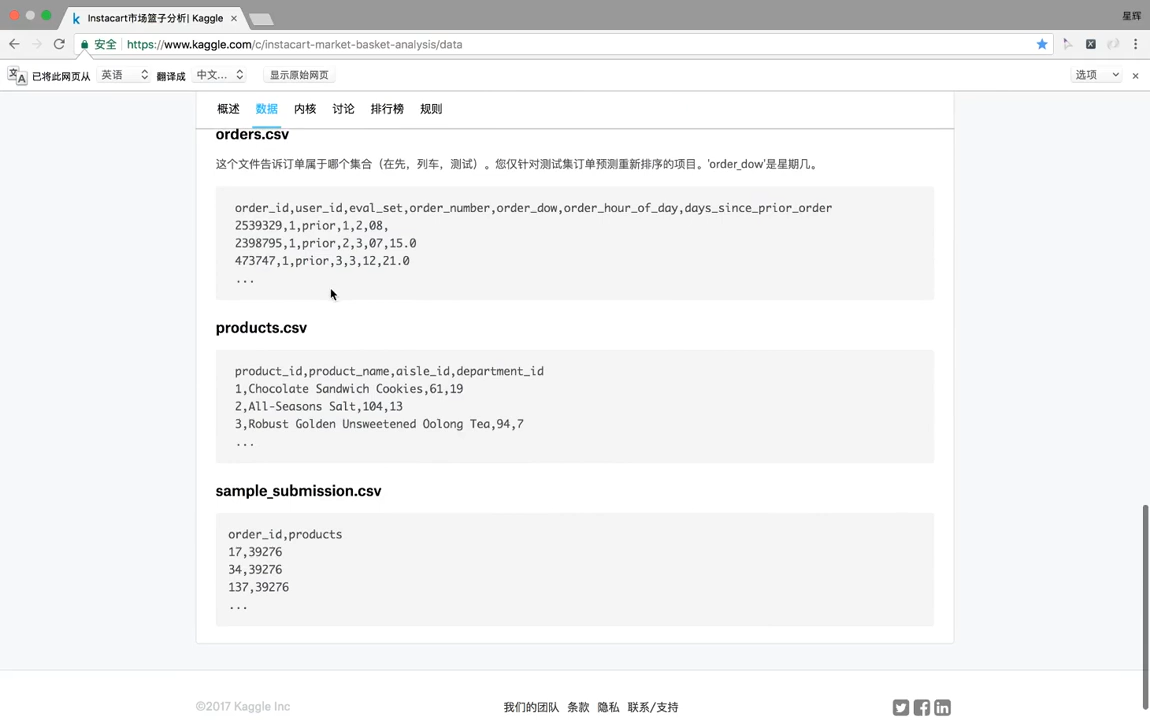 Instacart市场篮子分析| Kaggle ×
星辉
安全 https://www.kaggle.com/c/instacart-market-basket-analysis/data
已将此网页从 英语 翻译成 中文... 显示原始网页 选项 ×
概述 数据 内核 讨论 排行榜 规则
orders.csv
这个文件告诉订单属于哪个集合（在先，列车，测试）。您仅针对测试集订单预测重新排序的项目。'order_dow'是星期几。
order_id,user_id,eval_set,order_number,order_dow,order_hour_of_day,days_since_prior_order
2539329,1,prior,1,2,08,
2398795,1,prior,2,3,07,15.0
473747,1,prior,3,3,12,21.0
...
products.csv
product_id,product_name,aisle_id,department_id
1,Chocolate Sandwich Cookies,61,19
2,All-Seasons Salt,104,13
3,Robust Golden Unsweetened Oolong Tea,94,7
...
sample_submission.csv
order_id,products
17,39276
34,39276
137,39276
...
©2017 Kaggle Inc 我们的团队 条款 隐私 联系/支持